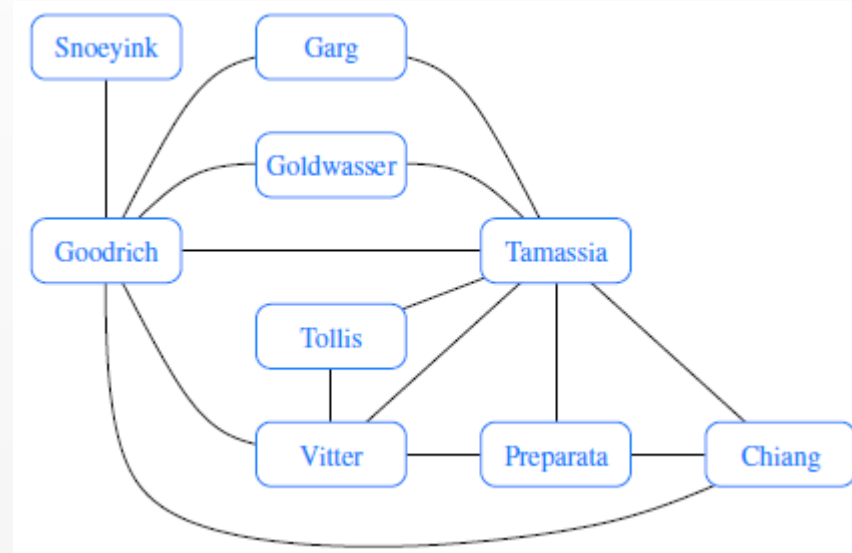 Snoeyink
Garg
Goldwasser
Goodrich
Tamassia
Tollis
Vitter
Preparata
Chiang